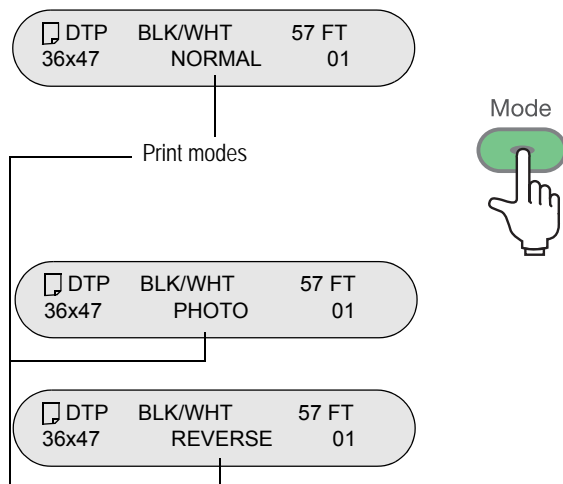 DTP BLK/WHT 57 FT
36x47 NORMAL 01
Mode
Print modes
DTP BLK/WHT 57 FT
36x47 PHOTO 01
DTP BLK/WHT 57 FT
36x47 REVERSE 01